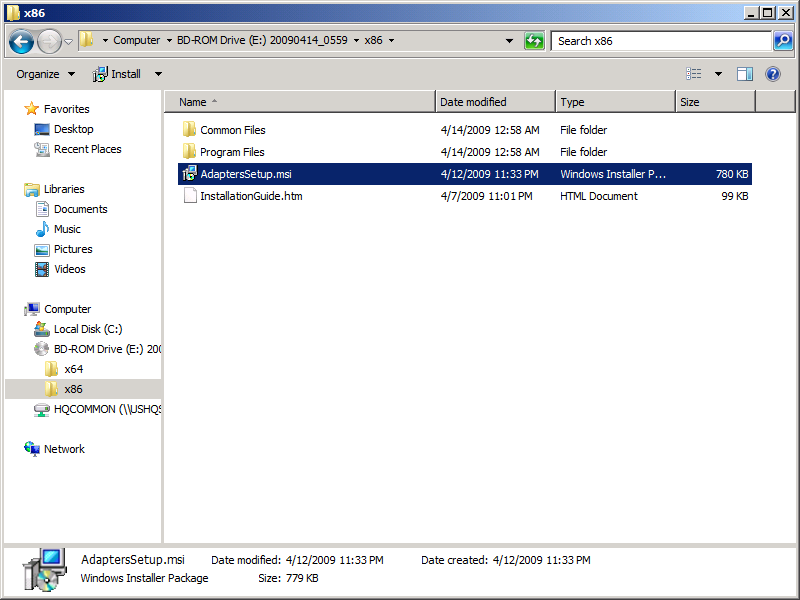 x86
Computer BD-ROM Drive (E:) 20090414_0559 x86 Search x86
Organize Install
Favorites
Desktop
Recent Places
Libraries
Documents
Music
Pictures
Videos
Computer
Local Disk (C:)
BD-ROM Drive (E:) 200
x64
x86
HQCOMMON (\\USHQS
Network
Name Date modified Type Size
Common Files 4/14/2009 12:58 AM File folder
Program Files 4/14/2009 12:58 AM File folder
AdaptersSetup.msi 4/12/2009 11:33 PM Windows Installer P... 780 KB
InstallationGuide.htm 4/7/2009 11:01 PM HTML Document 99 KB
AdaptersSetup.msi Date modified: 4/12/2009 11:33 PM Date created: 4/12/2009 11:33 PM
Windows Installer Package Size: 779 KB